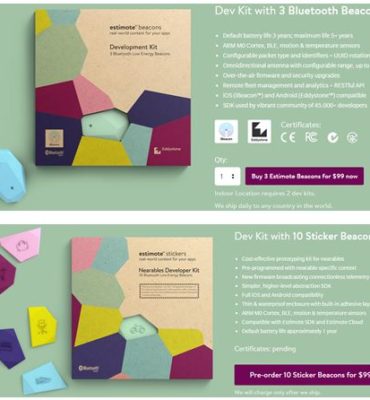 Dev Kit with 3 Bluetooth Beaco
Default battery life 3 years; maximum life 5+ years
ARM M0 Cortex, BLE, motion & temperature sensors
Configurable packet type and identifiers - UUID rotation
Omnidirectional antenna with configurable range, up to
Over-the-air firmware and security upgrades
Remote fleet management and analytics - RESTful API
iOS (iBeacon™) and Android (Eddystone™) compatible
SDK used by vibrant community of 45.000+ developers
estimote beacons
real-world context for your apps
Development Kit
3 Bluetooth Low Energy Beacons
iBeacon
Eddystone
iBeacon
Eddystone
Certificates:
CE FC
Qty:
1
Buy 3 Estimote Beacons for $99 now
Indoor Location requires 2 dev kits.
We ship daily to any country in the world.
Dev Kit with 10 Sticker Beaco
Cost-effective prototyping kit for nearables
Pre-programmed with nearable specific context
New firmware broadcasting connectionless telemetry
Simpler, higher-level abstraction SDK
Full iOS and Android compatibility
Thin & waterproof enclosure with built-in adhesive lay
ARM M0 Cortex, BLE, motion & temperature sensors
Compatible with Estimote SDK and Estimote Cloud
Default battery life approximately 1 year
estimote stickers
real-world context for your apps
Nearables Developer Kit
10 Bluetooth Low Energy Beacons
Bluetooth
Certificates: pending
Pre-order 10 Sticker Beacons for $99
We will charge only after we ship.